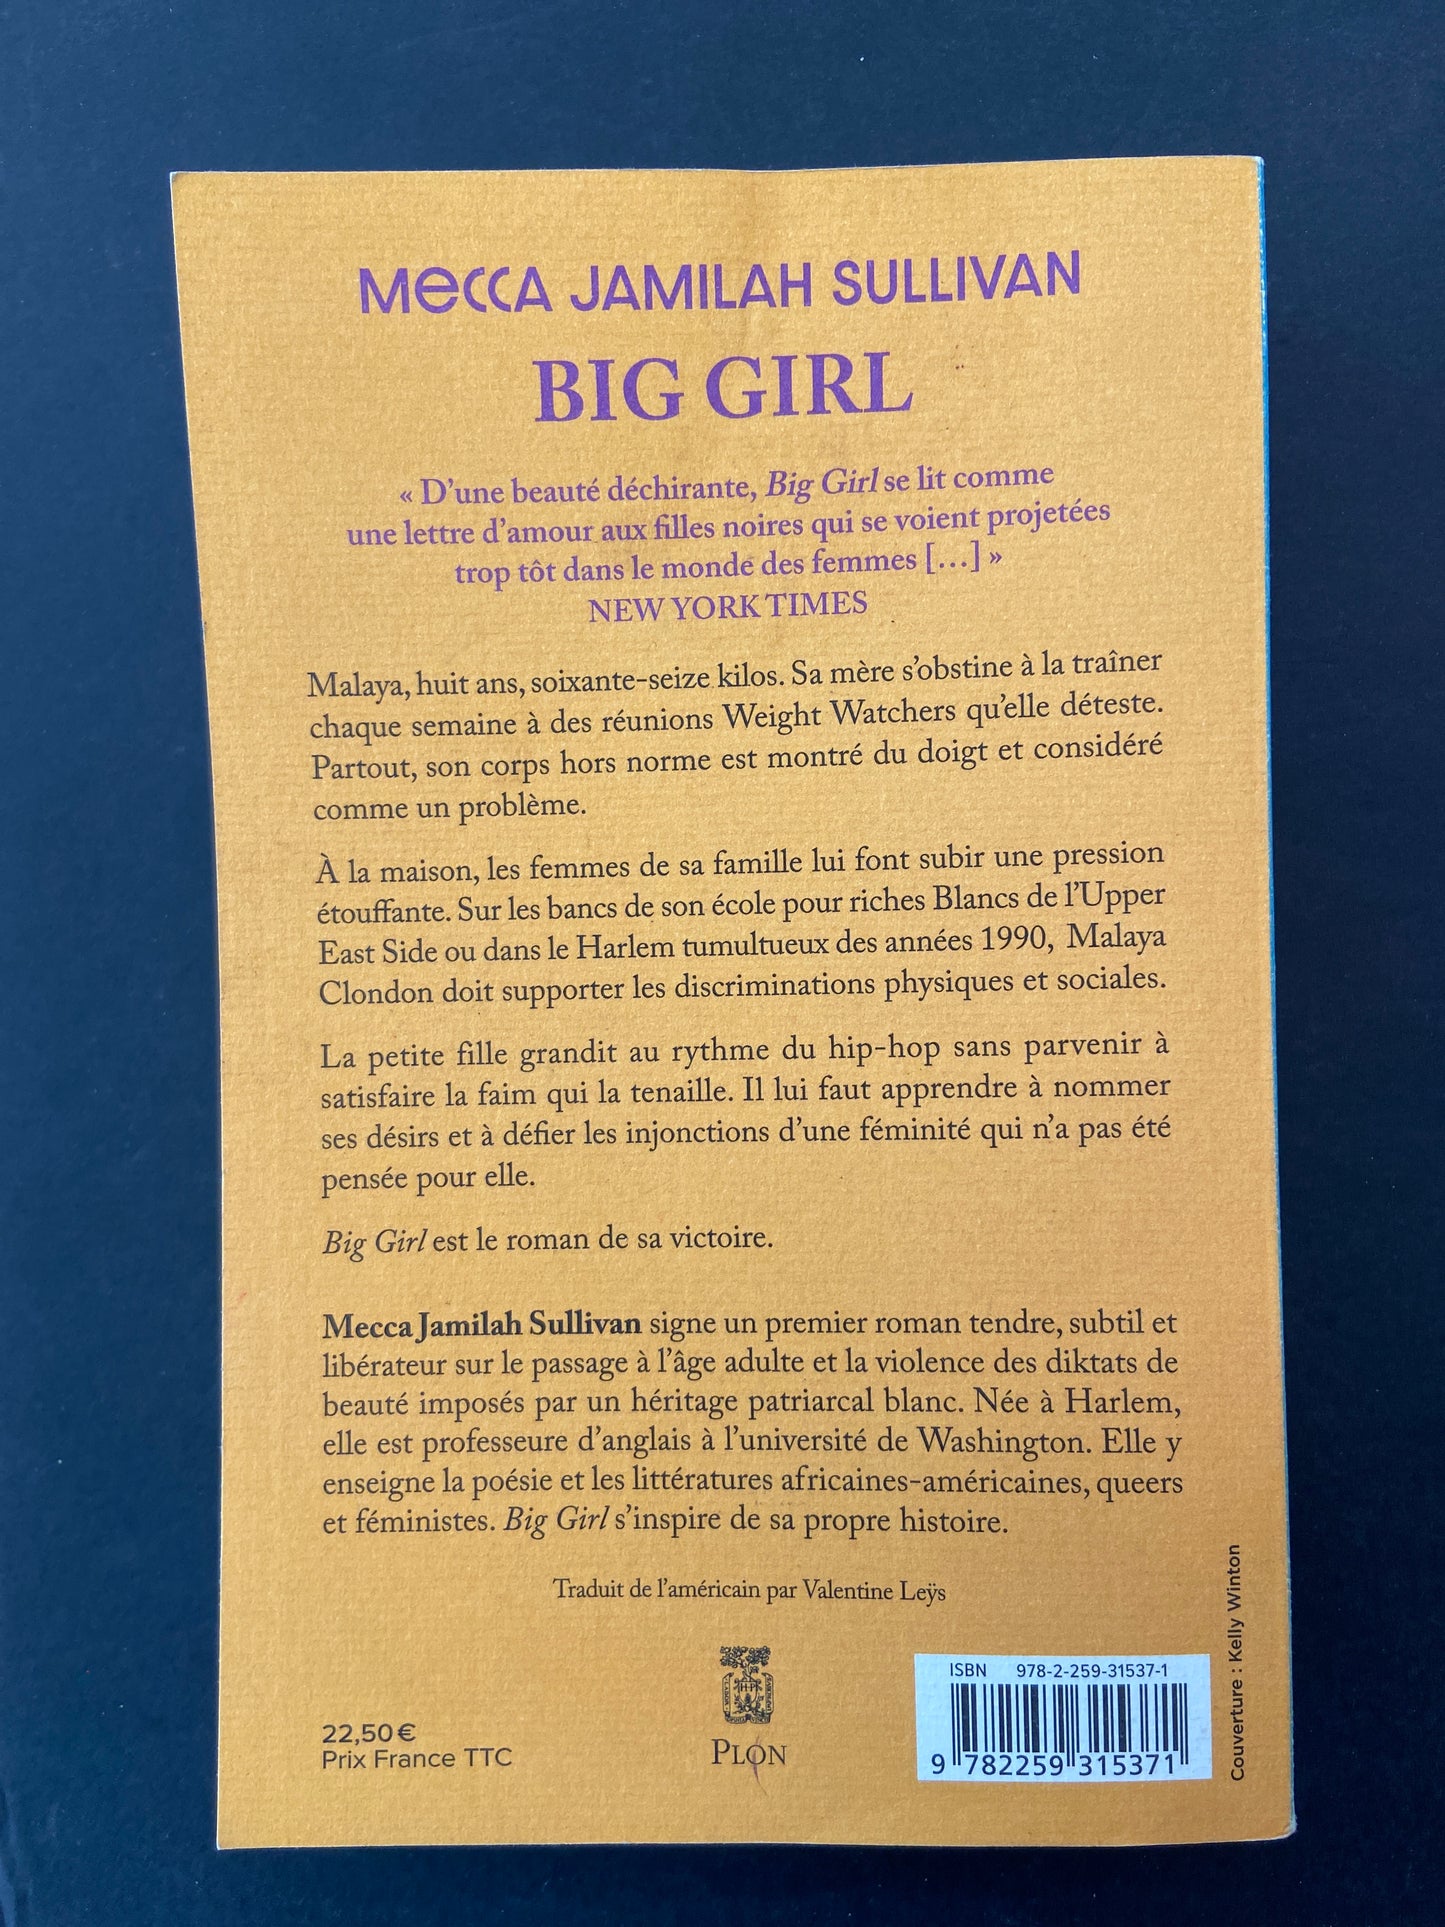 MECCA JAMILAH SULLIVAN
BIG GIRL
« D’une beauté déchirante, Big Girl se lit comme
une lettre d’amour aux filles noires qui se voient projetées
trop tôt dans le monde des femmes […] »
NEW YORK TIMES
Malaya, huit ans, soixante-seize kilos. Sa mère s’obstine à la traîner
chaque semaine à des réunions Weight Watchers qu’elle déteste.
Partout, son corps hors norme est montré du doigt et considéré
comme un problème.
À la maison, les femmes de sa famille lui font subir une pression
étouffante. Sur les bancs de son école pour riches Blancs de l’Upper
East Side ou dans le Harlem tumultueux des années 1990, Malaya
Clondon doit supporter les discriminations physiques et sociales.
La petite fille grandit au rythme du hip-hop sans parvenir à
satisfaire la faim qui la tenaille. Il lui faut apprendre à nommer
ses désirs et à défier les injonctions d’une féminité qui n’a pas été
pensée pour elle.
Big Girl est le roman de sa victoire.
Mecca Jamilah Sullivan signe un premier roman tendre, subtil et
libérateur sur le passage à l’âge adulte et la violence des diktats de
beauté imposés par un héritage patriarcal blanc. Née à Harlem,
elle est professeure d’anglais à l’université de Washington. Elle y
enseigne la poésie et les littératures africaines-américaines, queers
et féministes. Big Girl s’inspire de sa propre histoire.
Traduit de l’américain par Valentine Leÿs
22,50 €
Prix France TTC
PLON
ISBN 978-2-259-31537-1
9 782259 315371
Couverture : Kelly Winton